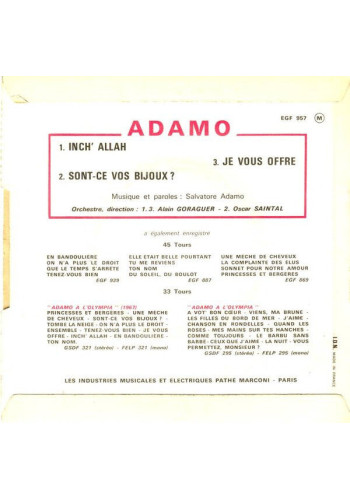 EGF 957 M
ADAMO
1. INCH' ALLAH
3. JE VOUS OFFRE
2. SONT-CE VOS BIJOUX ?
Musique et paroles : Salvatore Adamo
Orchestre, direction : 1. 3. Alain GORAGUER - 2. Oscar SAINTAL
a également enregistré
45 Tours
EN BANDOULIERE
ON N'A PLUS LE DROIT
QUE LE TEMPS S'ARRETE
TENEZ-VOUS BIEN
EGF 929
ELLE ETAIT BELLE POURTANT
TU ME REVIENS
TON NOM
DU SOLEIL, DU BOULOT
EGF 887
UNE MECHE DE CHEVEUX
LA COMPLAINTE DES ELUS
SONNET POUR NOTRE AMOUR
PRINCESSES ET BERGERES
EGF 869
33 Tours
"ADAMO A L'OLYMPIA" (1967)
PRINCESSES ET BERGERES - UNE MECHE
DE CHEVEUX - SONT-CE VOS BIJOUX ? -
TOMBE LA NEIGE - ON N'A PLUS LE DROIT -
ENSEMBLE - TENEZ-VOUS BIEN - JE VOUS
OFFRE - INCH' ALLAH - EN BANDOULIERE -
TON NOM.
GSDF 321 (stéréo) - FELP 321 (mono)
"ADAMO A L'OLYMPIA"
A VOT' BON CŒUR - VIENS, MA BRUNE -
LES FILLES DU BORD DE MER - J'AIME -
CHANSON EN RONDELLES - QUAND LES
ROSES - MES MAINS SUR TES HANCHES -
COMME TOUJOURS - LE BARBU SANS
BARBE - CEUX QUE J'AIME - LA NUIT - VOUS
PERMETTEZ, MONSIEUR ?
GSDF 295 (stéréo) - FELP 295 (mono)
LES INDUSTRIES MUSICALES ET ELECTRIQUES PATHE MARCONI - PARIS
MADE IN FRANCE